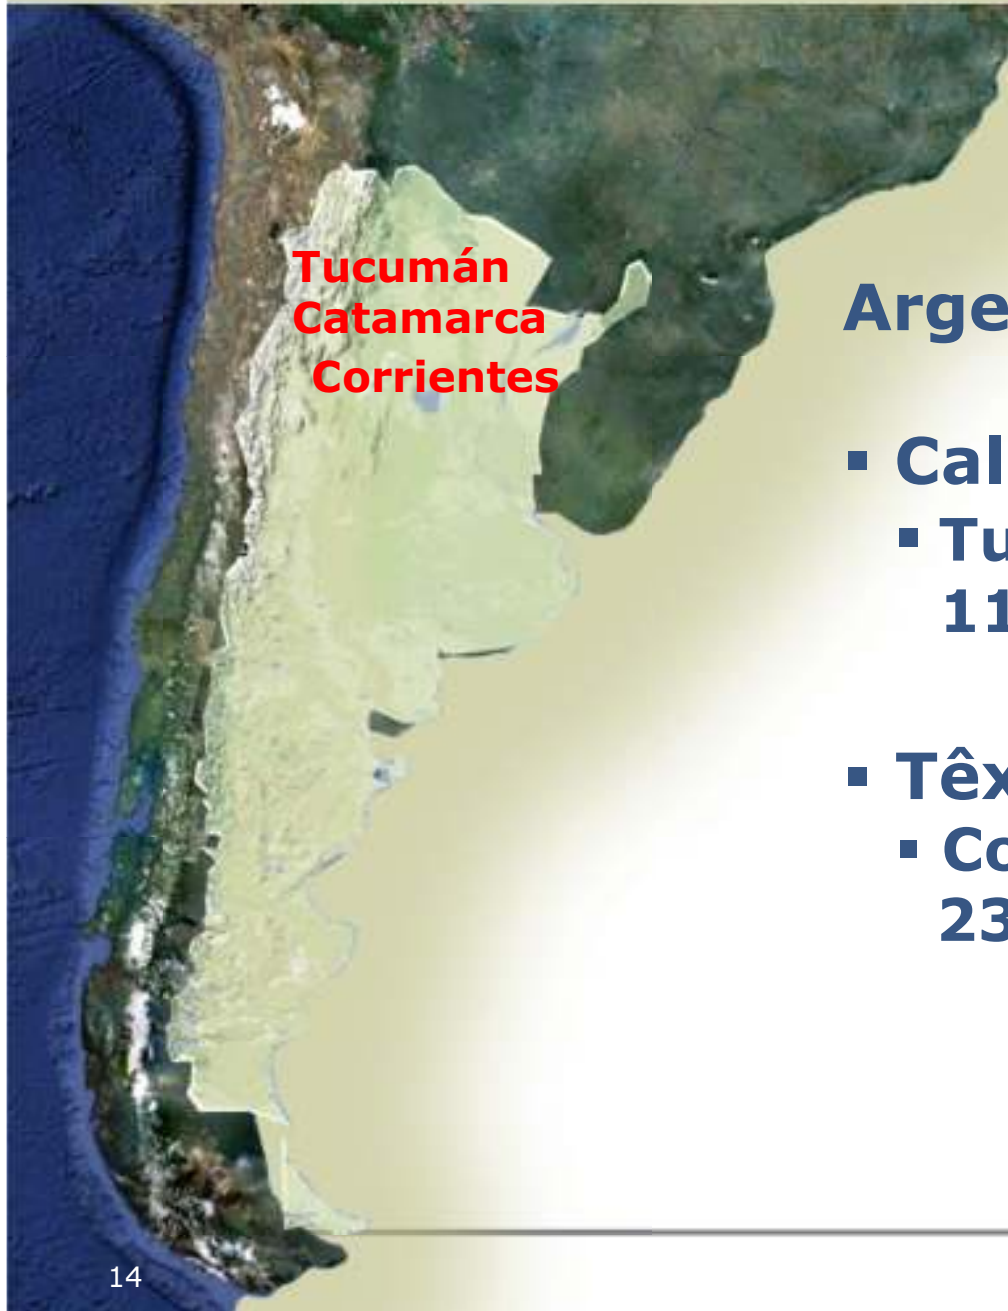 Tucumán
Catamarca
Corrientes
Arge
▪ Cal
▪ Tu
11
▪ Têx
▪ Co
23
14